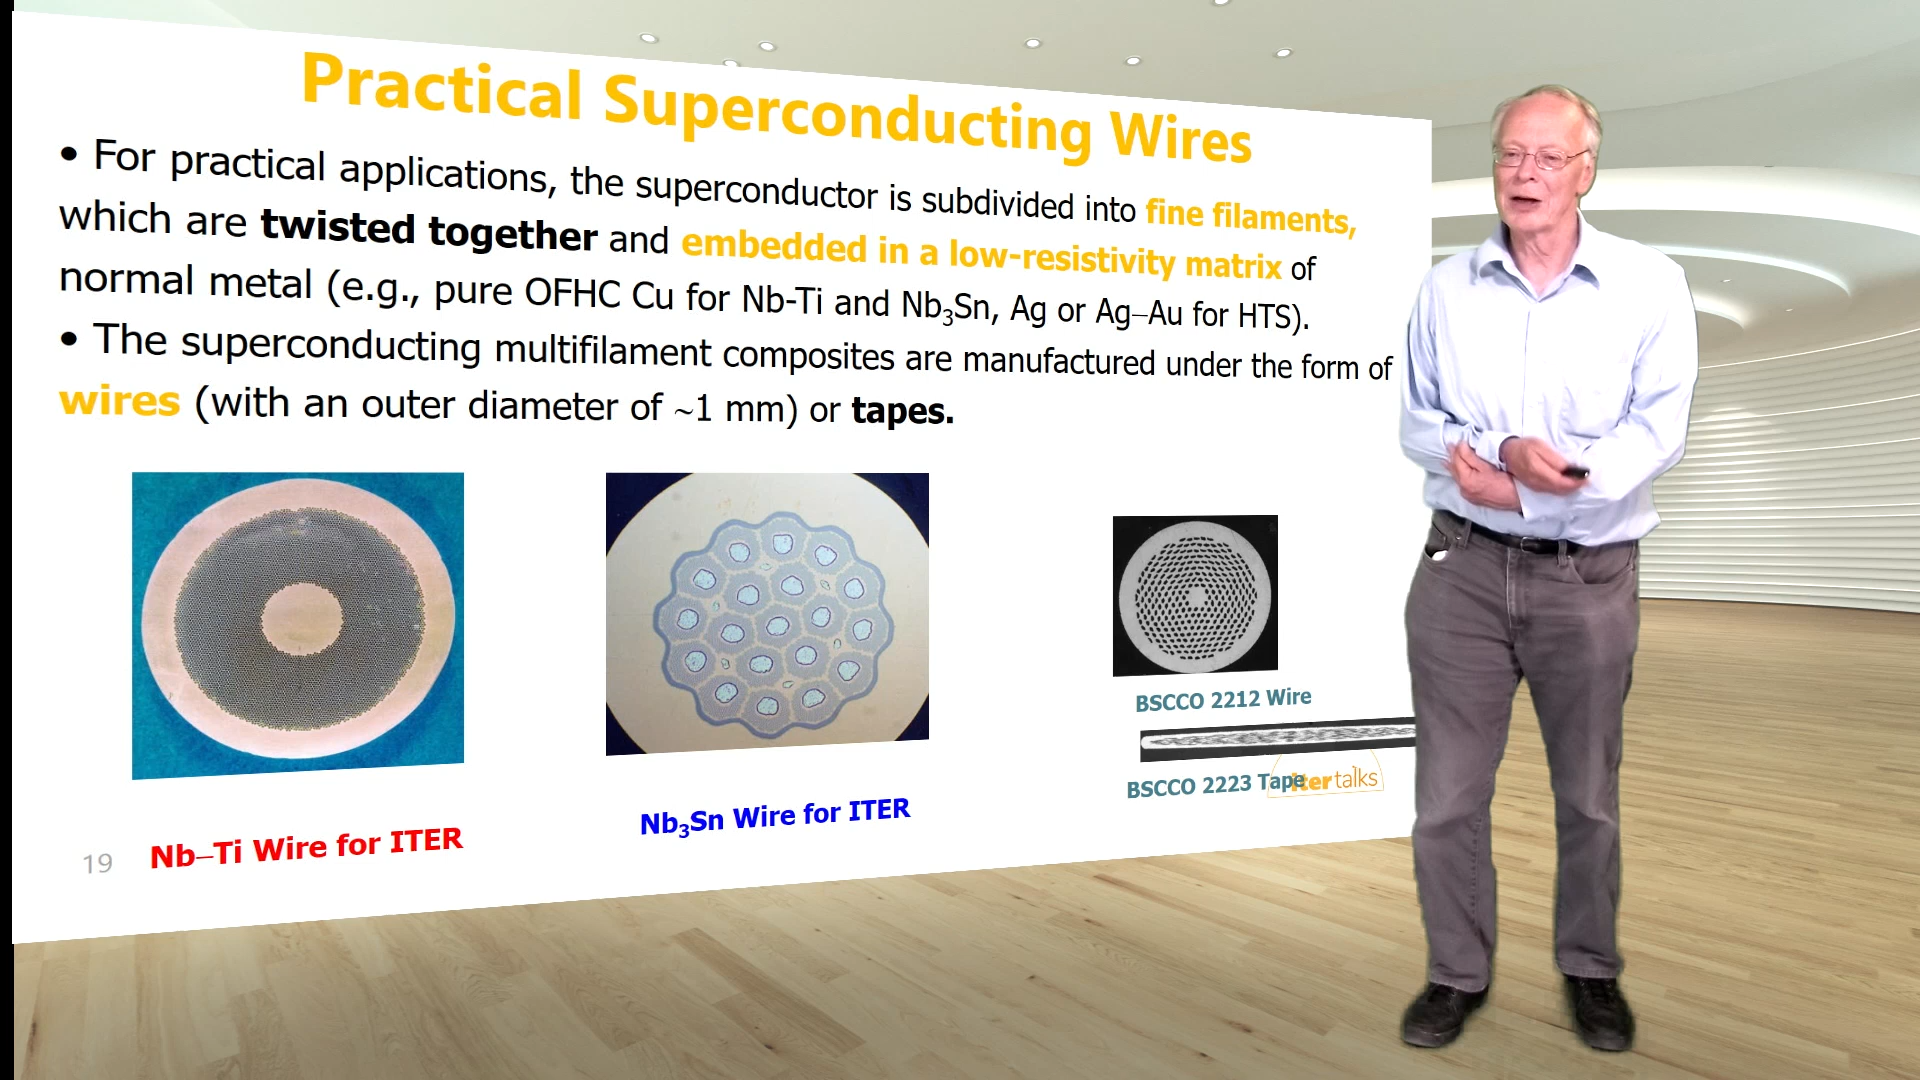 Practical Superconducting Wires
• For practical applications, the superconductor is subdivided into fine filaments,
which are twisted together and embedded in a low-resistivity matrix of
normal metal (e.g., pure OFHC Cu for Nb-Ti and Nb₃Sn, Ag or Ag–Au for HTS).
• The superconducting multifilament composites are manufactured under the form of
wires (with an outer diameter of ~1 mm) or tapes.
BSCCO 2212 Wire
BSCCO 2223 Tape
iter talks
Nb₃Sn Wire for ITER
Nb–Ti Wire for ITER
19